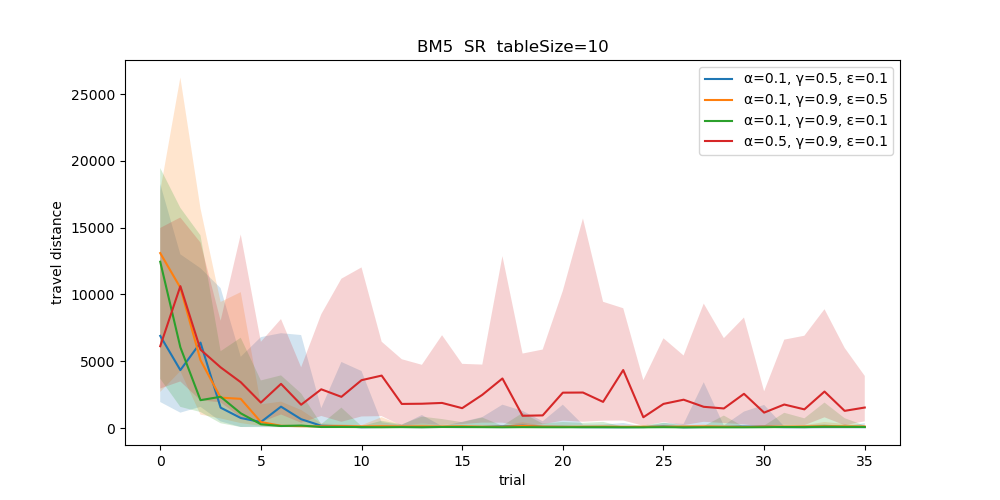 BM5 SR tableSize=10
α=0.1, γ=0.5, ε=0.1
α=0.1, γ=0.9, ε=0.5
α=0.1, γ=0.9, ε=0.1
α=0.5, γ=0.9, ε=0.1
travel distance
25000
20000
15000
10000
5000
0
0 5 10 15 20 25 30 35
trial